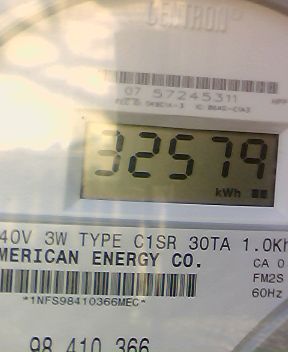 CENTRON®
07 57245311
32579
kWh
40V 3W TYPE C1SR 30TA 1.0Kh
MERICAN ENERGY CO.
CA 0
FM2S
60Hz
*1NFS98410366MEC*
98 410 366